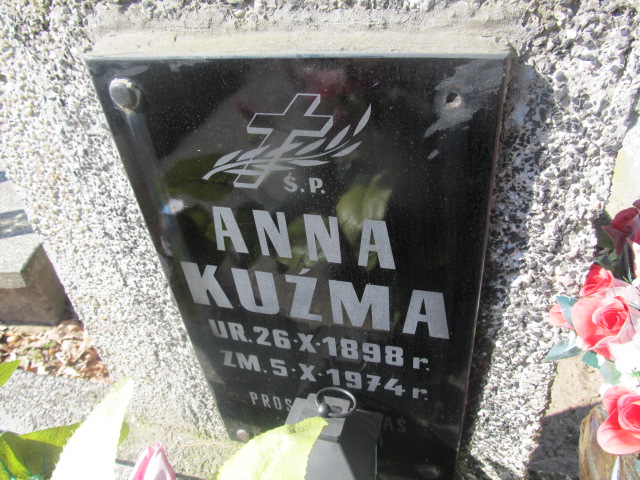 Ś.P.
ANNA
KUŹMA
UR.26·X·1898 r.
ZM.5·X·1974 r.